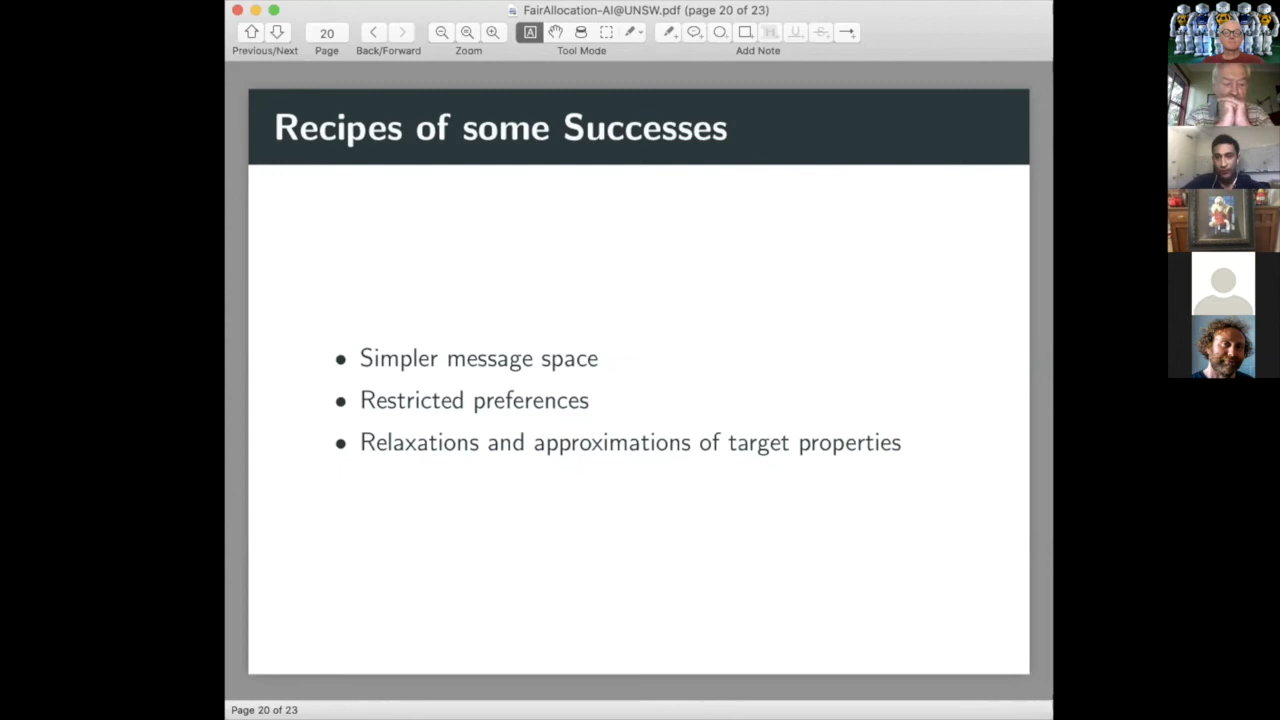 FairAllocation-AI@UNSW.pdf (page 20 of 23)
20
Previous/Next Page Back/Forward Zoom Tool Mode Add Note
Recipes of some Successes
• Simpler message space
• Restricted preferences
• Relaxations and approximations of target properties
Page 20 of 23